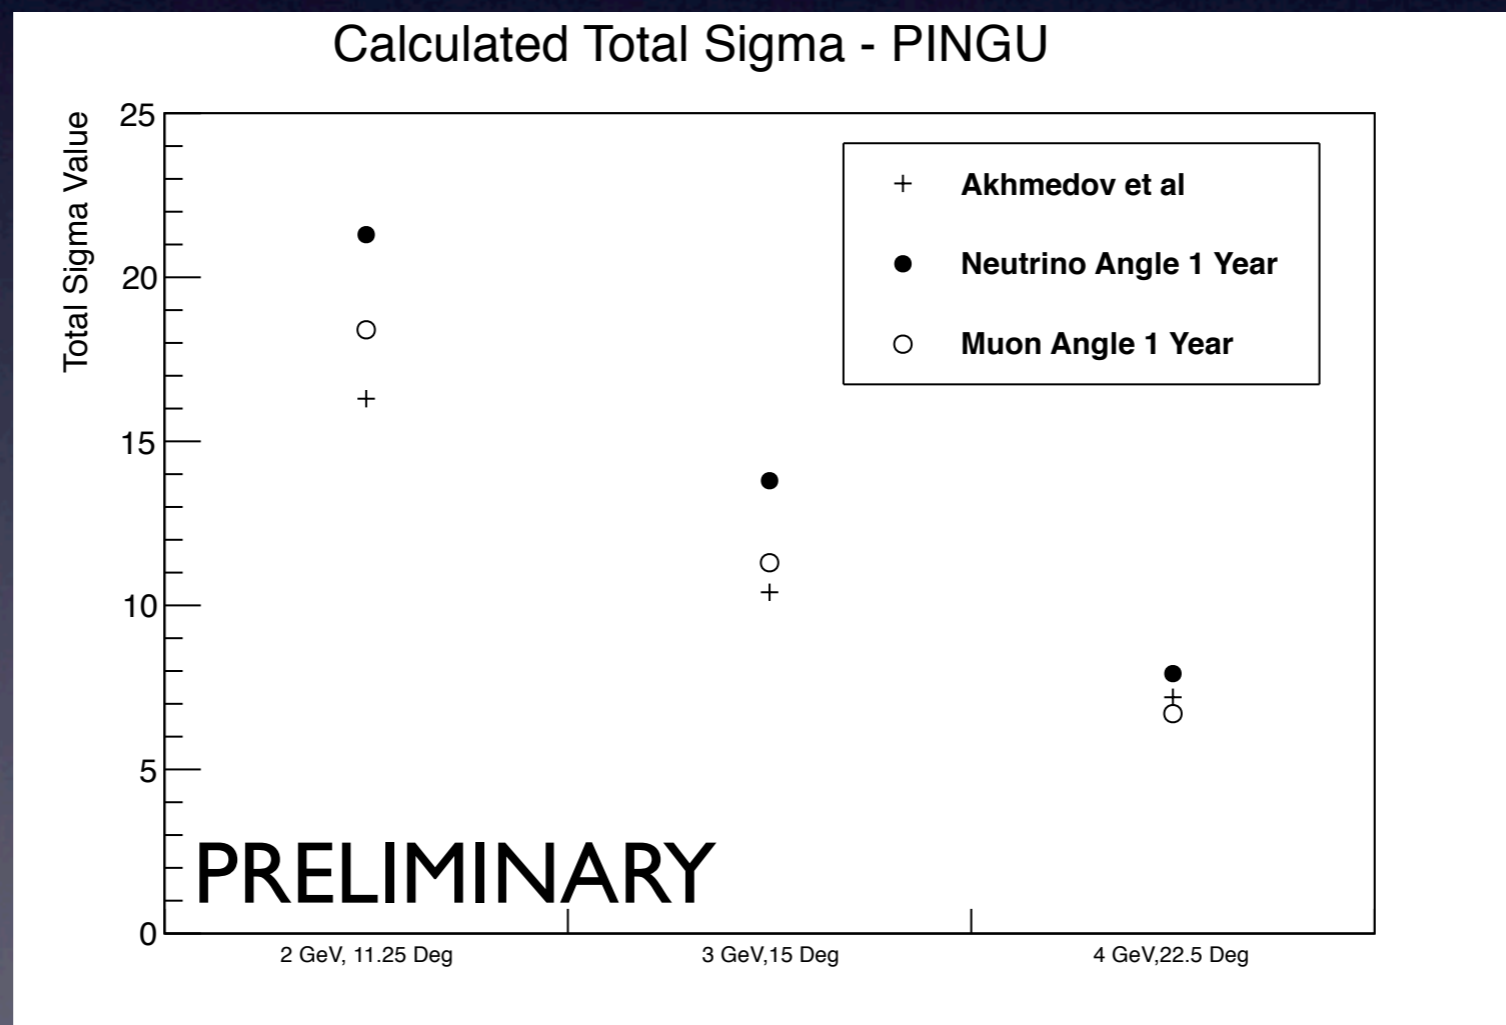 Calculated Total Sigma - PINGU
Total Sigma Value
25
20
15
10
5
0
Akhmedov et al
Neutrino Angle 1 Year
Muon Angle 1 Year
PRELIMINARY
2 GeV, 11.25 Deg
3 GeV,15 Deg
4 GeV,22.5 Deg